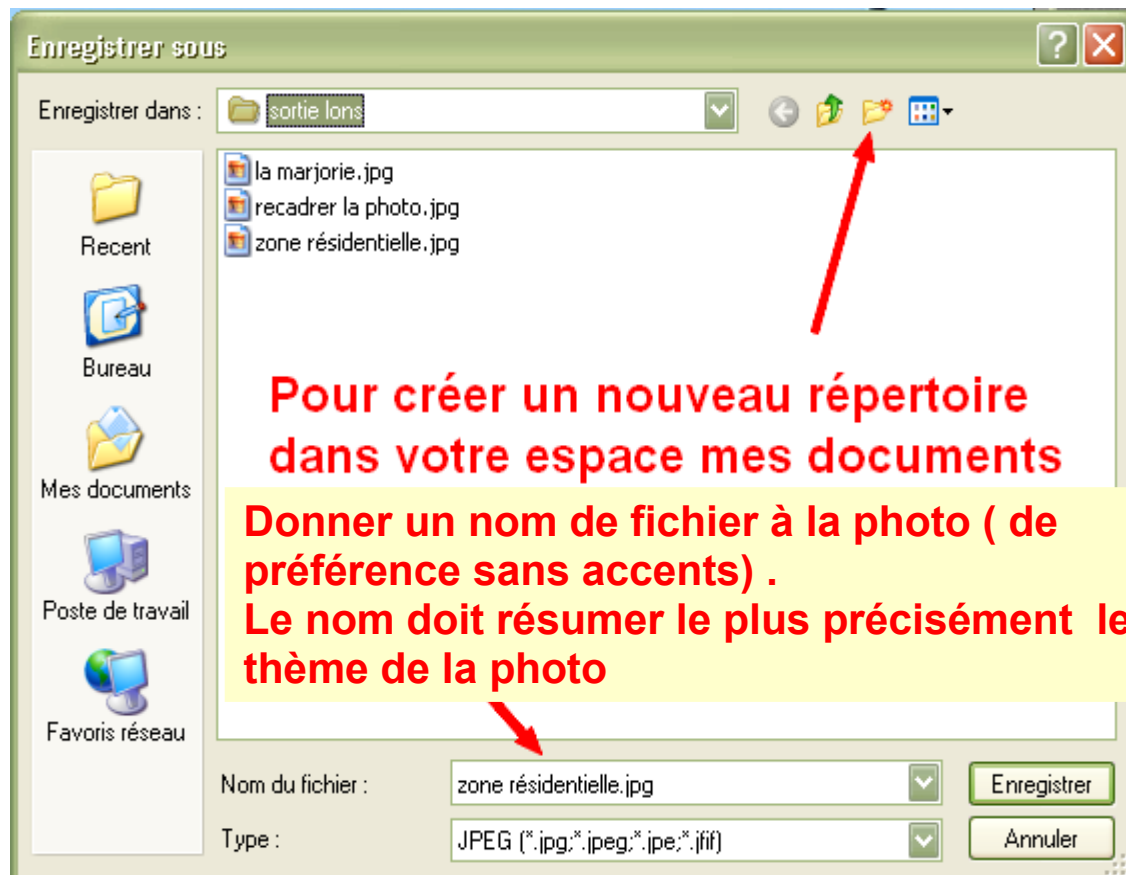 Enregistrer sous
Enregistrer dans :
sortie lons
la marjorie.jpg
recadrer la photo.jpg
zone résidentielle.jpg
Recent
Bureau
Mes documents
Poste de travail
Favoris réseau
Pour créer un nouveau répertoire
dans votre espace mes documents
Donner un nom de fichier à la photo ( de
préférence sans accents) .
Le nom doit résumer le plus précisément le
thème de la photo
Nom du fichier :
zone résidentielle.jpg
Enregistrer
Type :
JPEG (*.jpg;*.jpeg;*.jpe;*.jfif)
Annuler